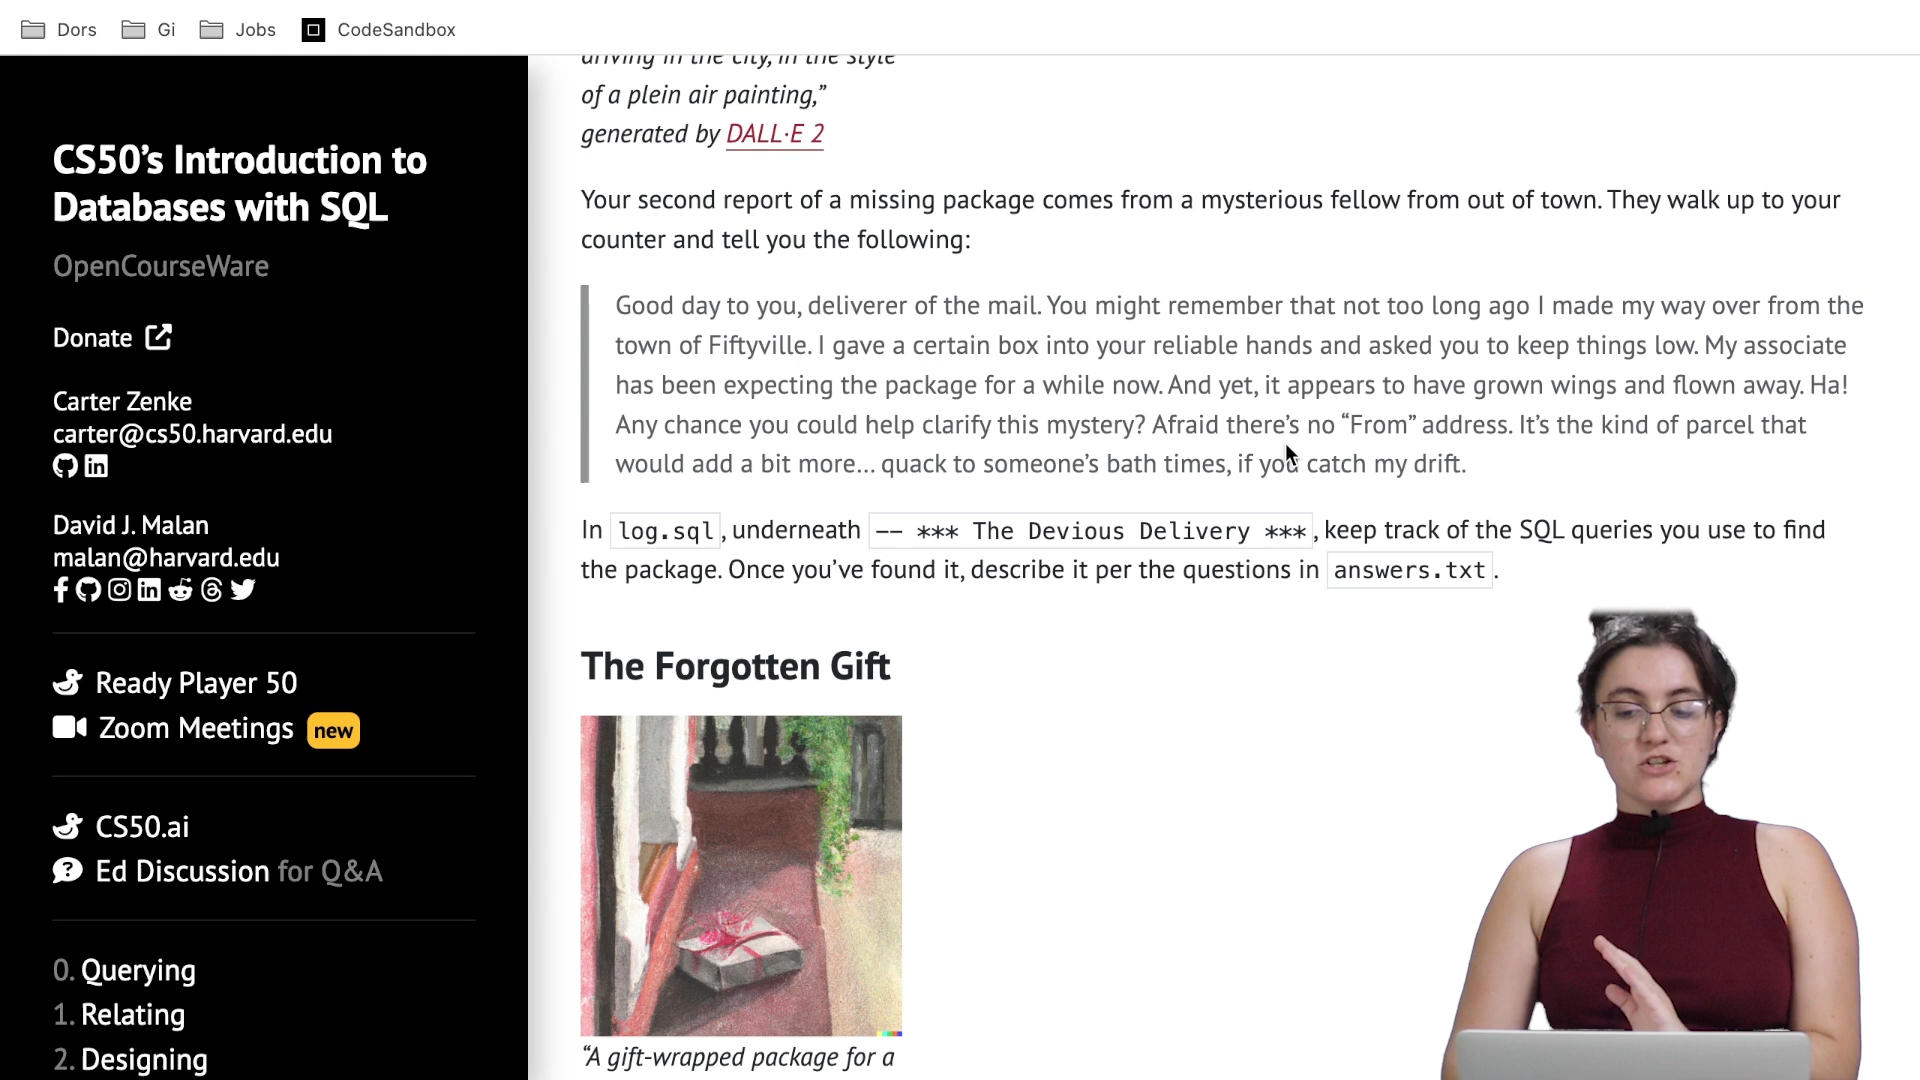 Dors
Gi
Jobs
CodeSandbox
CS50’s Introduction to
Databases with SQL
OpenCourseWare
Donate
Carter Zenke
carter@cs50.harvard.edu
David J. Malan
malan@harvard.edu
Ready Player 50
Zoom Meetings new
CS50.ai
Ed Discussion for Q&A
0. Querying
1. Relating
2. Designing
driving in the city, in the style
of a plein air painting,”
generated by DALL·E 2
Your second report of a missing package comes from a mysterious fellow from out of town. They walk up to your
counter and tell you the following:
Good day to you, deliverer of the mail. You might remember that not too long ago I made my way over from the
town of Fiftyville. I gave a certain box into your reliable hands and asked you to keep things low. My associate
has been expecting the package for a while now. And yet, it appears to have grown wings and flown away. Ha!
Any chance you could help clarify this mystery? Afraid there’s no “From” address. It’s the kind of parcel that
would add a bit more… quack to someone’s bath times, if you catch my drift.
In log.sql, underneath -- *** The Devious Delivery ***, keep track of the SQL queries you use to find
the package. Once you’ve found it, describe it per the questions in answers.txt.
The Forgotten Gift
“A gift-wrapped package for a